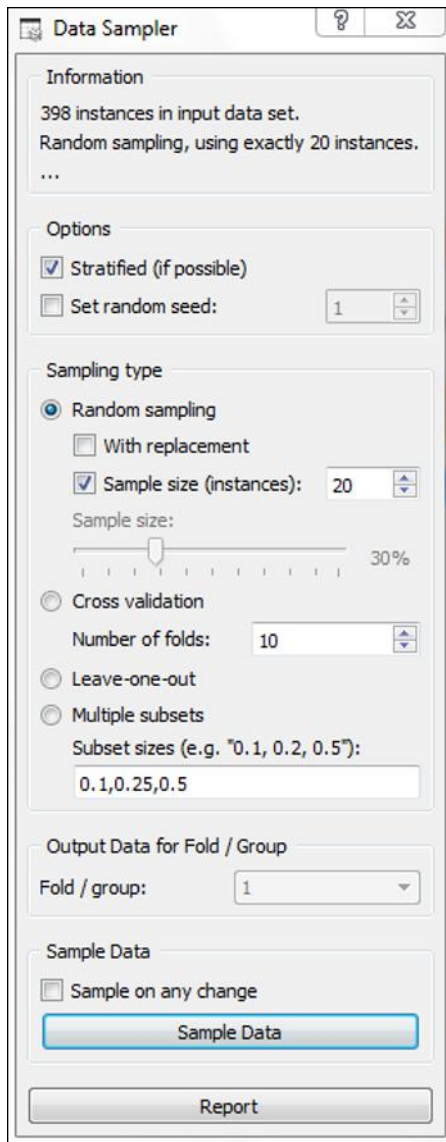 Data Sampler
Information
398 instances in input data set.
Random sampling, using exactly 20 instances.
...
Options
Stratified (if possible)
Set random seed: 1
Sampling type
Random sampling
With replacement
Sample size (instances): 20
Sample size:
30%
Cross validation
Number of folds: 10
Leave-one-out
Multiple subsets
Subset sizes (e.g. "0.1, 0.2, 0.5"):
0.1,0.25,0.5
Output Data for Fold / Group
Fold / group: 1
Sample Data
Sample on any change
Sample Data
Report